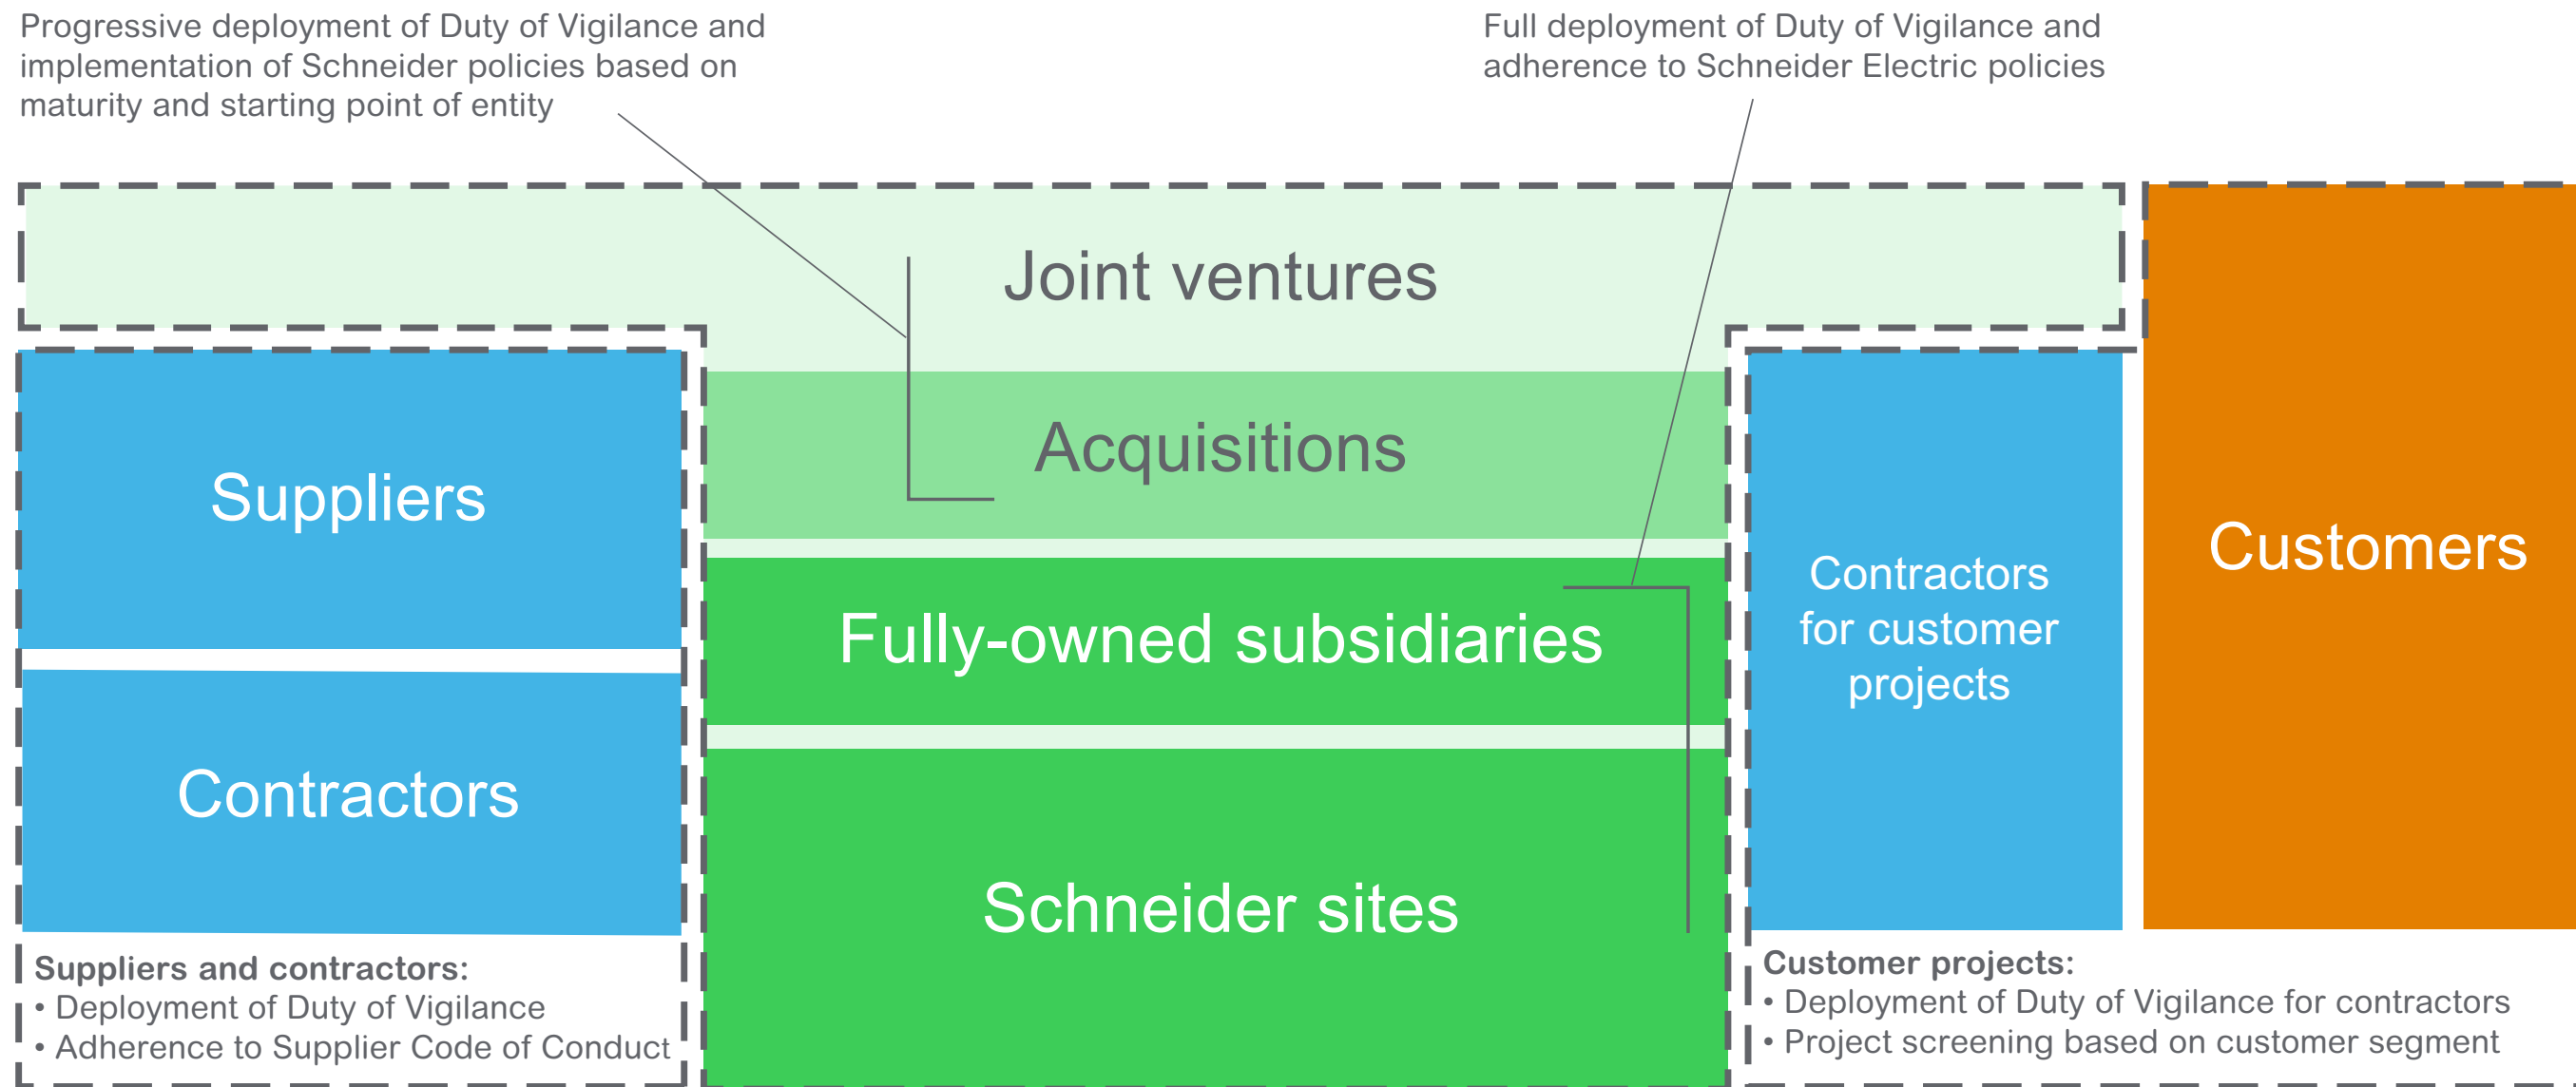 Progressive deployment of Duty of Vigilance and
implementation of Schneider policies based on
maturity and starting point of entity
Full deployment of Duty of Vigilance and
adherence to Schneider Electric policies
Joint ventures
Acquisitions
Fully-owned subsidiaries
Schneider sites
Suppliers
Contractors
Suppliers and contractors:
• Deployment of Duty of Vigilance
• Adherence to Supplier Code of Conduct
Contractors
for customer
projects
Customers
Customer projects:
• Deployment of Duty of Vigilance for contractors
• Project screening based on customer segment